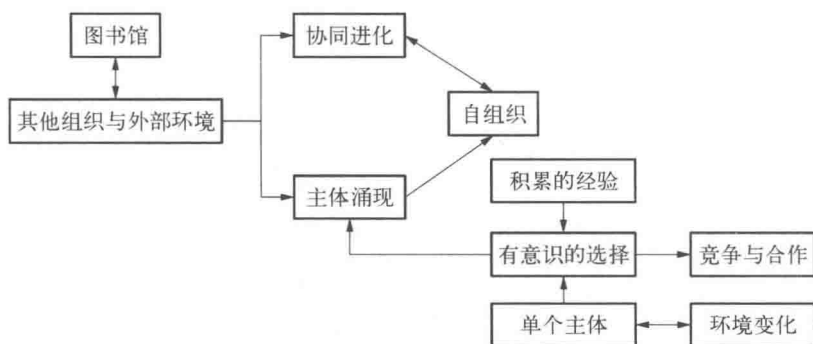 图书馆
协同进化
其他组织与外部环境
自组织
主体涌现
积累的经验
有意识的选择
竞争与合作
单个主体
环境变化